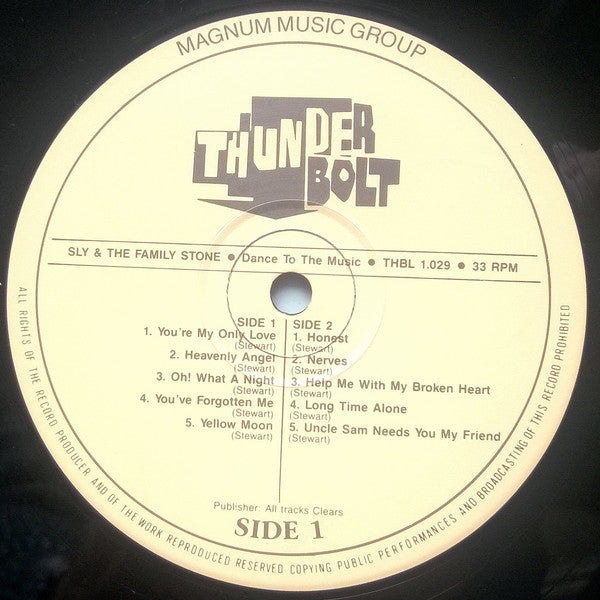 MAGNUM MUSIC GROUP
THUNDER
BOLT
SLY & THE FAMILY STONE ● Dance To The Music ● THBL 1.029 ● 33 RPM
SIDE 1
1. You're My Only Love
(Stewart)
2. Heavenly Angel
(Stewart)
3. Oh! What A Night
(Stewart)
4. You've Forgotten Me
(Stewart)
5. Yellow Moon
(Stewart)
SIDE 2
1. Honest
(Stewart)
2. Nerves
(Stewart)
3. Help Me With My Broken Heart
(Stewart)
4. Long Time Alone
(Stewart)
5. Uncle Sam Needs You My Friend
(Stewart)
Publisher: All tracks Clears
SIDE 1
ALL RIGHTS OF THE RECORD PRODUCER AND OF THE WORK REPRODUCED RESERVED COPYING PUBLIC PERFORMANCES AND BROADCASTING OF THIS RECORD PROHIBITED